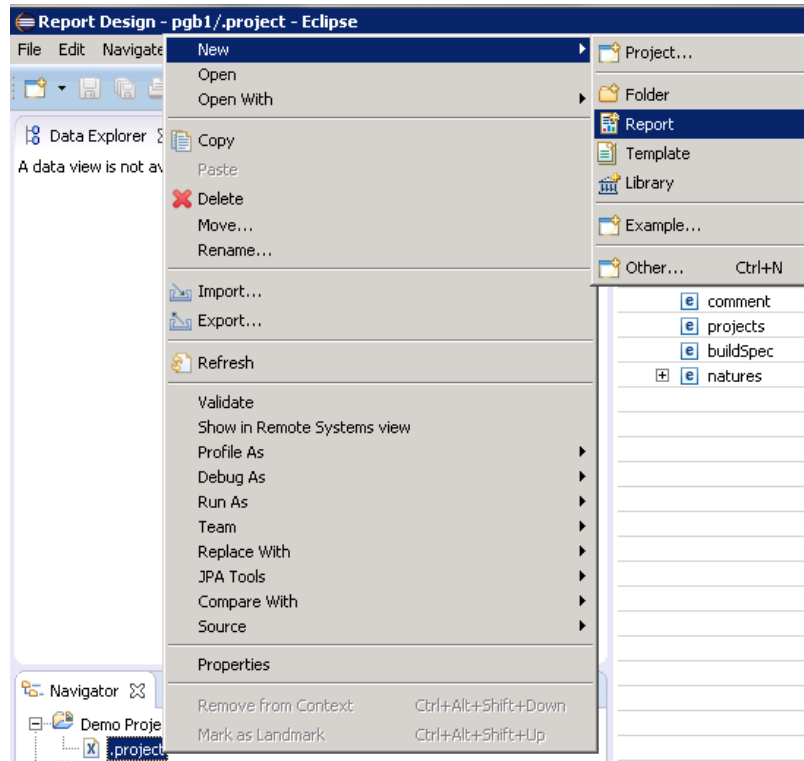 Report Design - pgb1/.project - Eclipse
File Edit Navigate
Data Explorer
A data view is not av
New
Open
Open With
Copy
Paste
Delete
Move...
Rename...
Import...
Export...
Refresh
Validate
Show in Remote Systems view
Profile As
Debug As
Run As
Team
Replace With
JPA Tools
Compare With
Source
Properties
Remove from Context Ctrl+Alt+Shift+Down
Mark as Landmark Ctrl+Alt+Shift+Up
Project...
Folder
Report
Template
Library
Example...
Other... Ctrl+N
e comment
e projects
e buildSpec
e natures
Navigator
Demo Proje
X .project